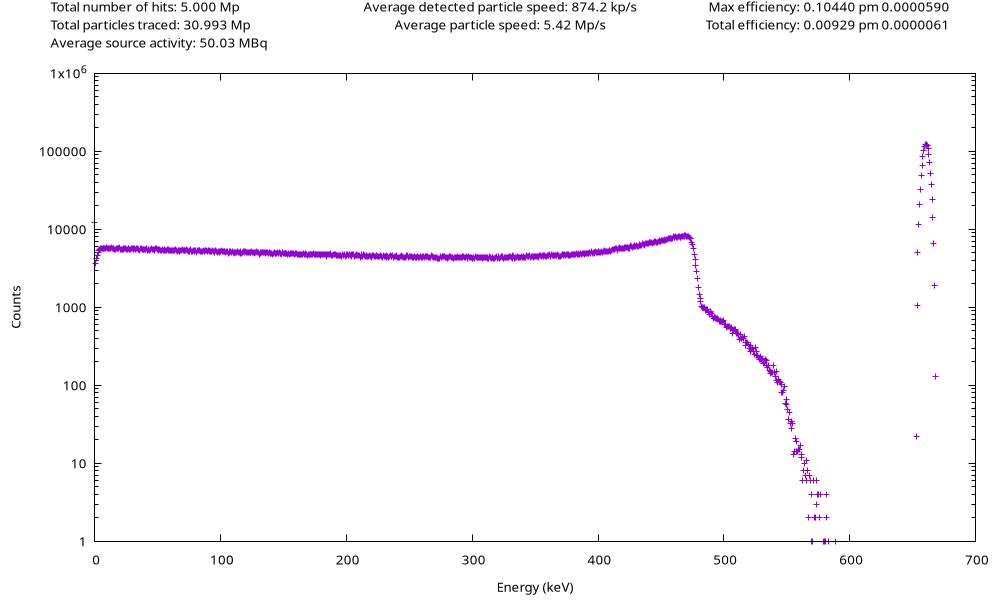 Total number of hits: 5.000 Mp Average detected particle speed: 874.2 kp/s Max efficiency: 0.10440 pm 0.0000590
Total particles traced: 30.993 Mp Average particle speed: 5.42 Mp/s Total efficiency: 0.00929 pm 0.0000061
Average source activity: 50.03 MBq
1x10⁶
100000
10000
1000
100
10
1
Counts
0 100 200 300 400 500 600 700
Energy (keV)